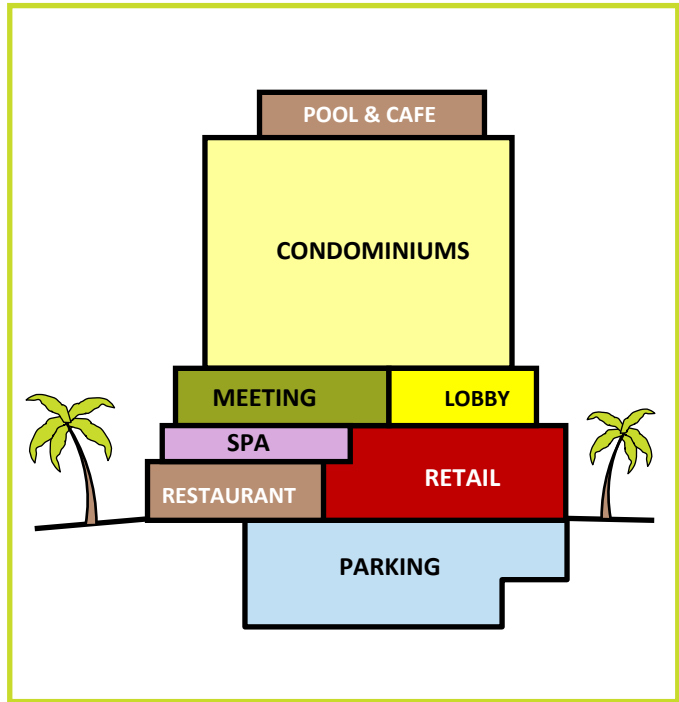 POOL & CAFE
CONDOMINIUMS
MEETING
LOBBY
SPA
RETAIL
RESTAURANT
PARKING